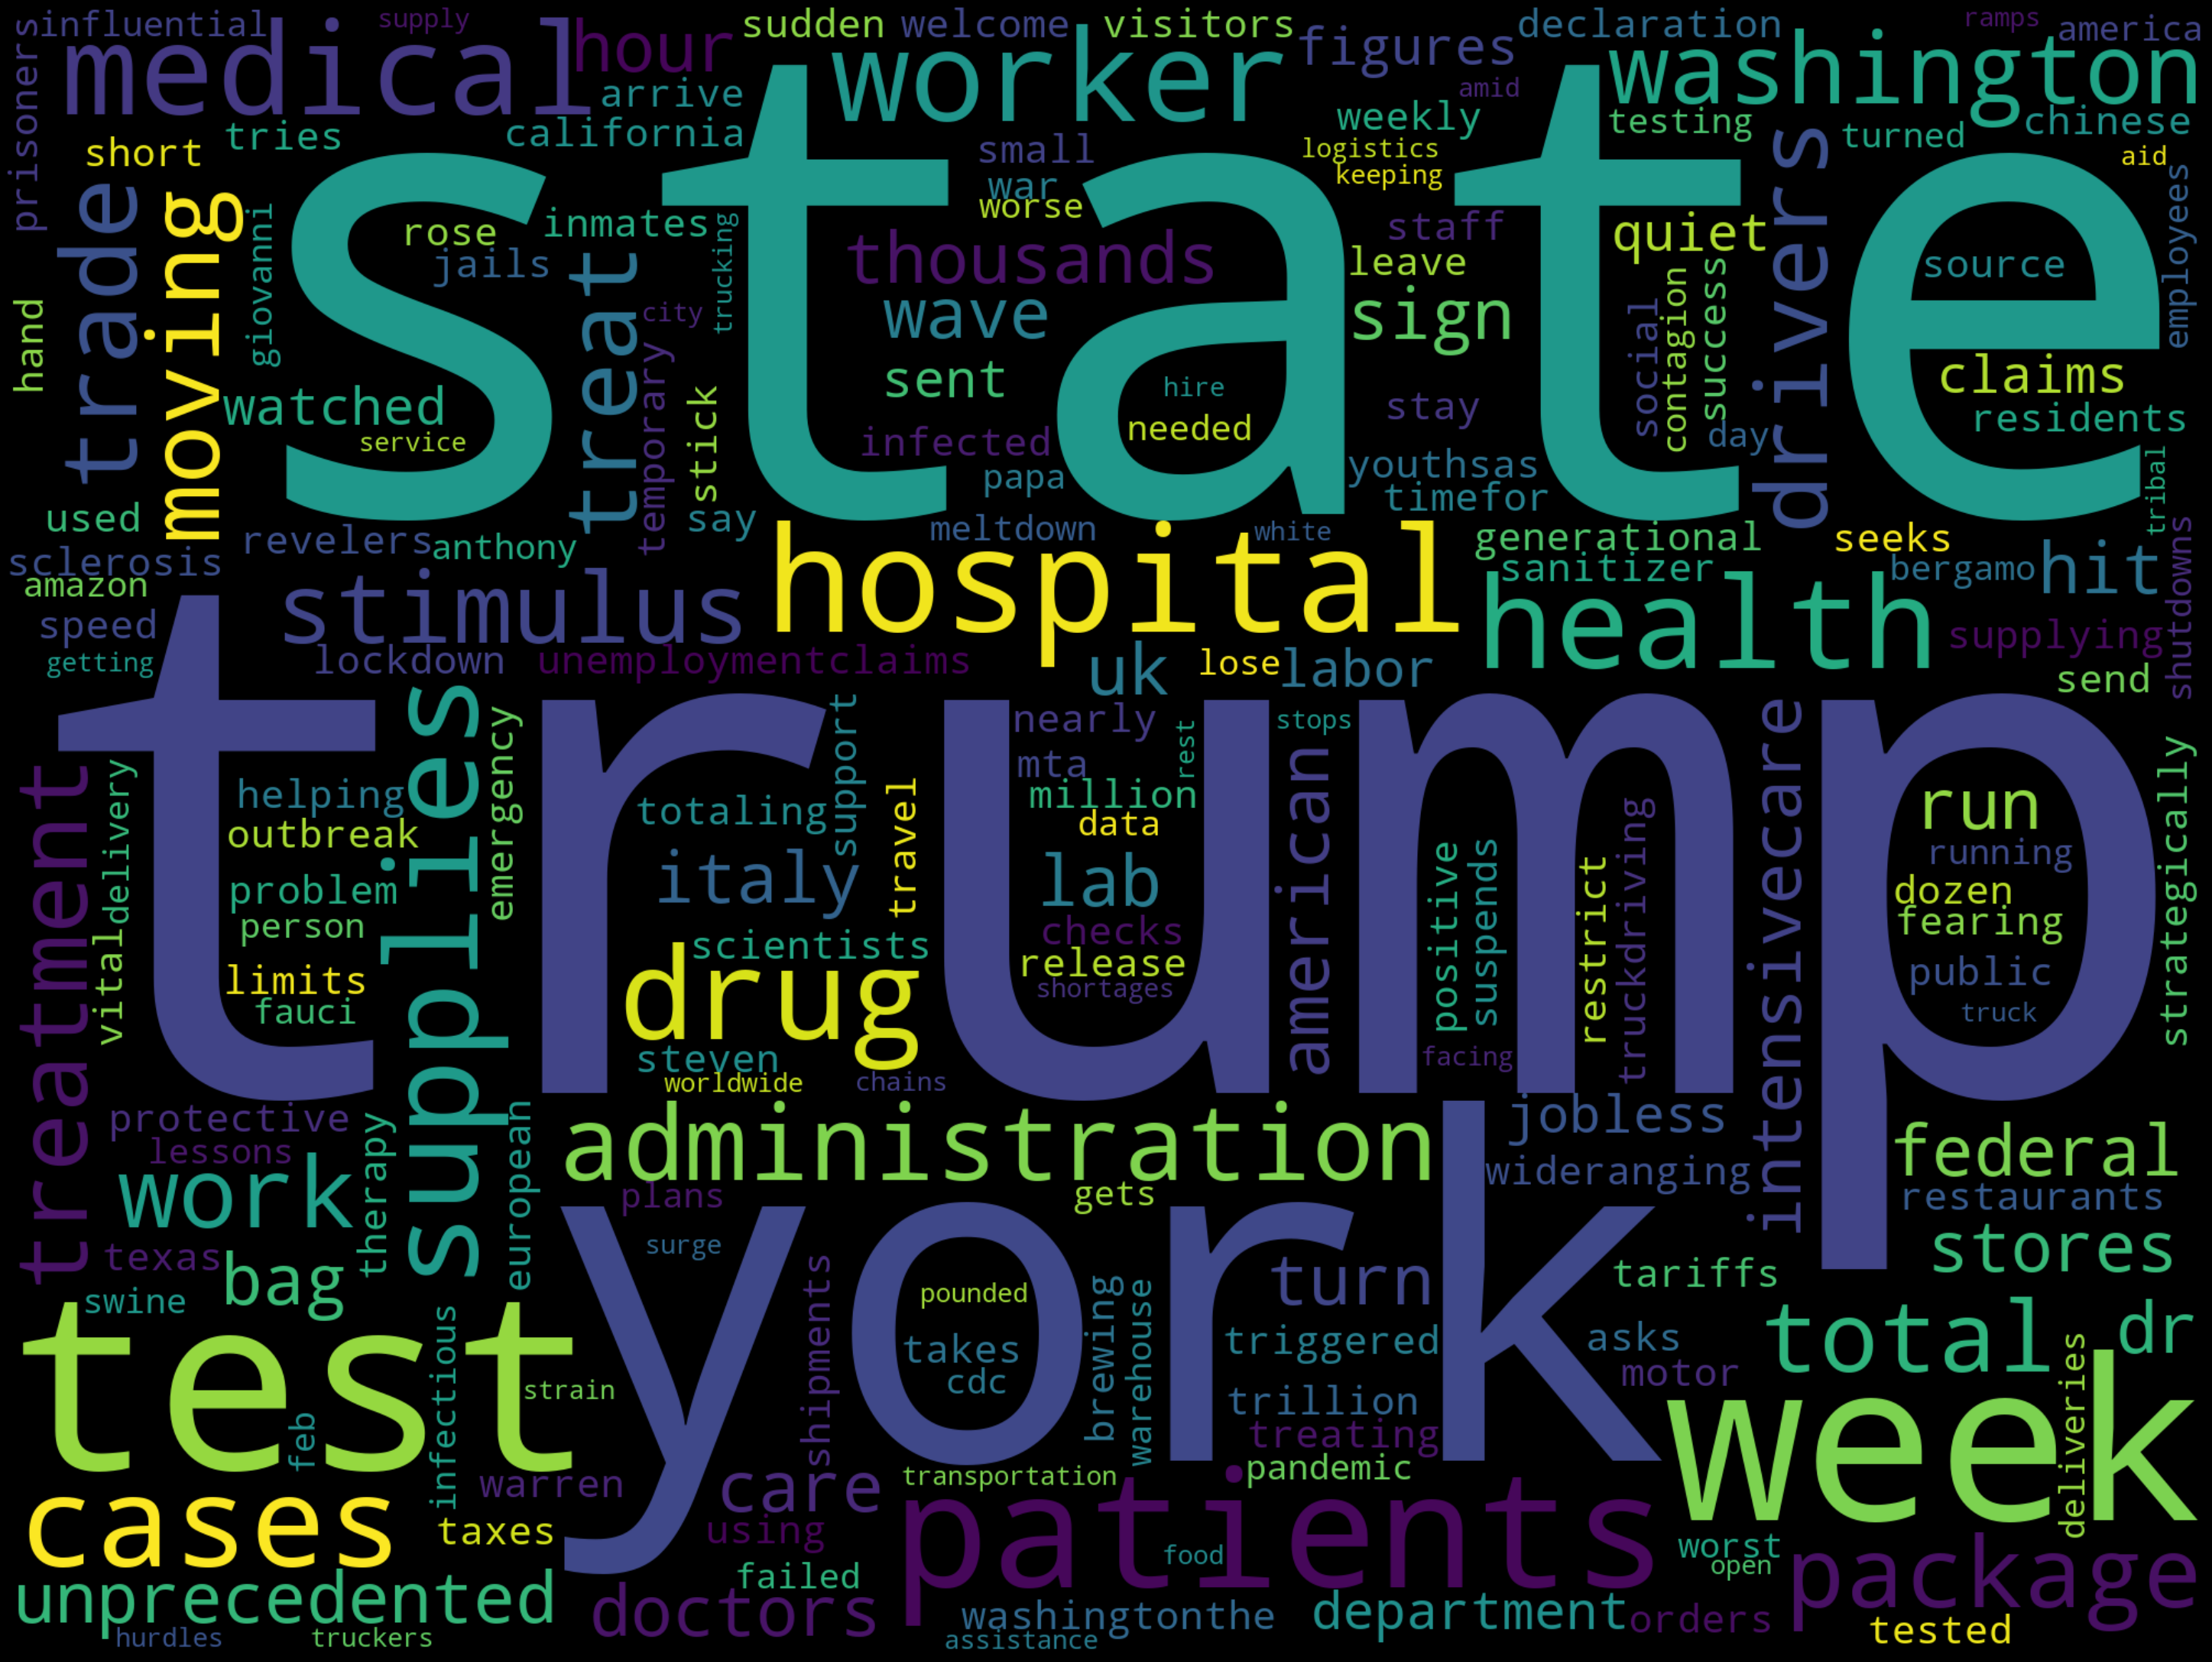 influential
supply
medical
hour
sudden
welcome
visitors
worker
figures
declaration
ramps
america
washington
prisoners
arrive
amid
tries
california
short
weekly
testing
turned
chinese
logistics
keeping
small
war
worse
aid
state
trade
moving
giovanni
rose
jails
inmates
treat
trucking
thousands
wave
sent
staff
leave
sign
quiet
drivers
source
employees
hand
city
temporary
social
contagion
success
claims
residents
watched
service
stick
hire
needed
stay
day
infected
papa
youthsas
timefor
tribal
used
say
revelers
anthony
meltdown
white
generational
seeks
sclerosis
amazon
hospital
sanitizer
bergamo
hit
shutdowns
stimulus
health
speed
getting
lockdown
unemploymentclaims
uk
lose
labor
supplying
send
trump
supplies
emergency
support
nearly
stops
rest
mta
american
intensivecare
treatment
delivery
vital
helping
outbreak
problem
person
limits
fauci
totaling
travel
million
data
italy
lab
positive
suspends
restrict
truckdriving
run
running
dozen
fearing
public
truck
strategically
scientists
checks
release
shortages
drug
steven
worldwide
chains
facing
protective
lessons
work
therapy
european
administration
jobless
federal
wideranging
restaurants
plans
gets
texas
bag
surge
york
stores
swine
shipments
pounded
brewing
warehouse
turn
tariffs
total
dr
test
infectious
takes
cdc
triggered
asks
motor
deliveries
week
strain
feb
trillion
treating
pandemic
warren
care
transportation
cases
taxes
using
patients
worst
open
package
unprecedented
failed
food
doctors
washingtonthe
department
orders
tested
hurdles
truckers
assistance